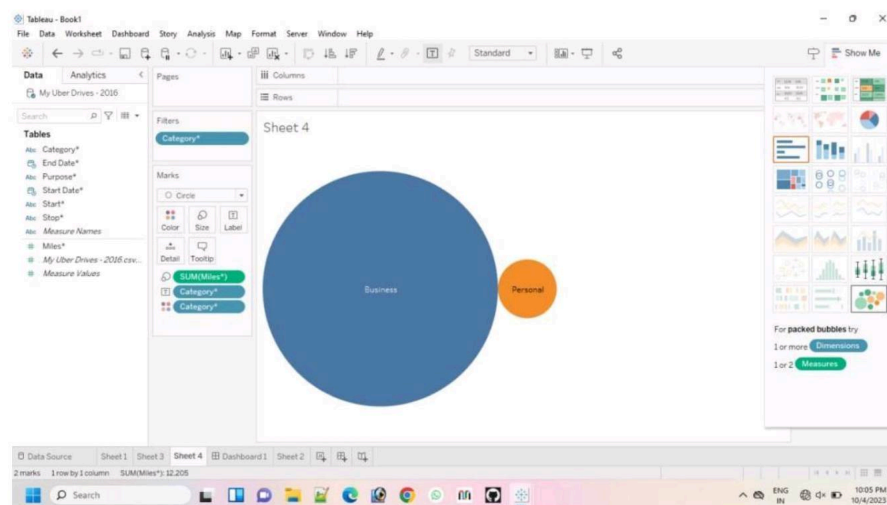 Tableau - Book1
File Data Worksheet Dashboard Story Analysis Map Format Server Window Help
Standard
Show Me
Data Analytics
Pages
Columns
My Uber Drives - 2016
Rows
Search
Filters
Sheet 4
Tables
Category*
Abc Category*
End Date*
Abc Purpose*
Marks
Start Date*
Circle
Abc Start*
Abc Stop*
Color Size Label
Abc Measure Names
Miles*
Detail Tooltip
My Uber Drives - 2016 csv...
Measure Values
SUM(Miles*)
Category*
Category*
Business
Personal
For packed bubbles try
1 or more Dimensions
1 or 2 Measures
Data Source Sheet 1 Sheet 3 Sheet 4 Dashboard 1 Sheet 2
2 marks 1 row by 1 column SUM(Miles*): 12,205
Search
ENG
IN
10:05 PM
10/4/2023